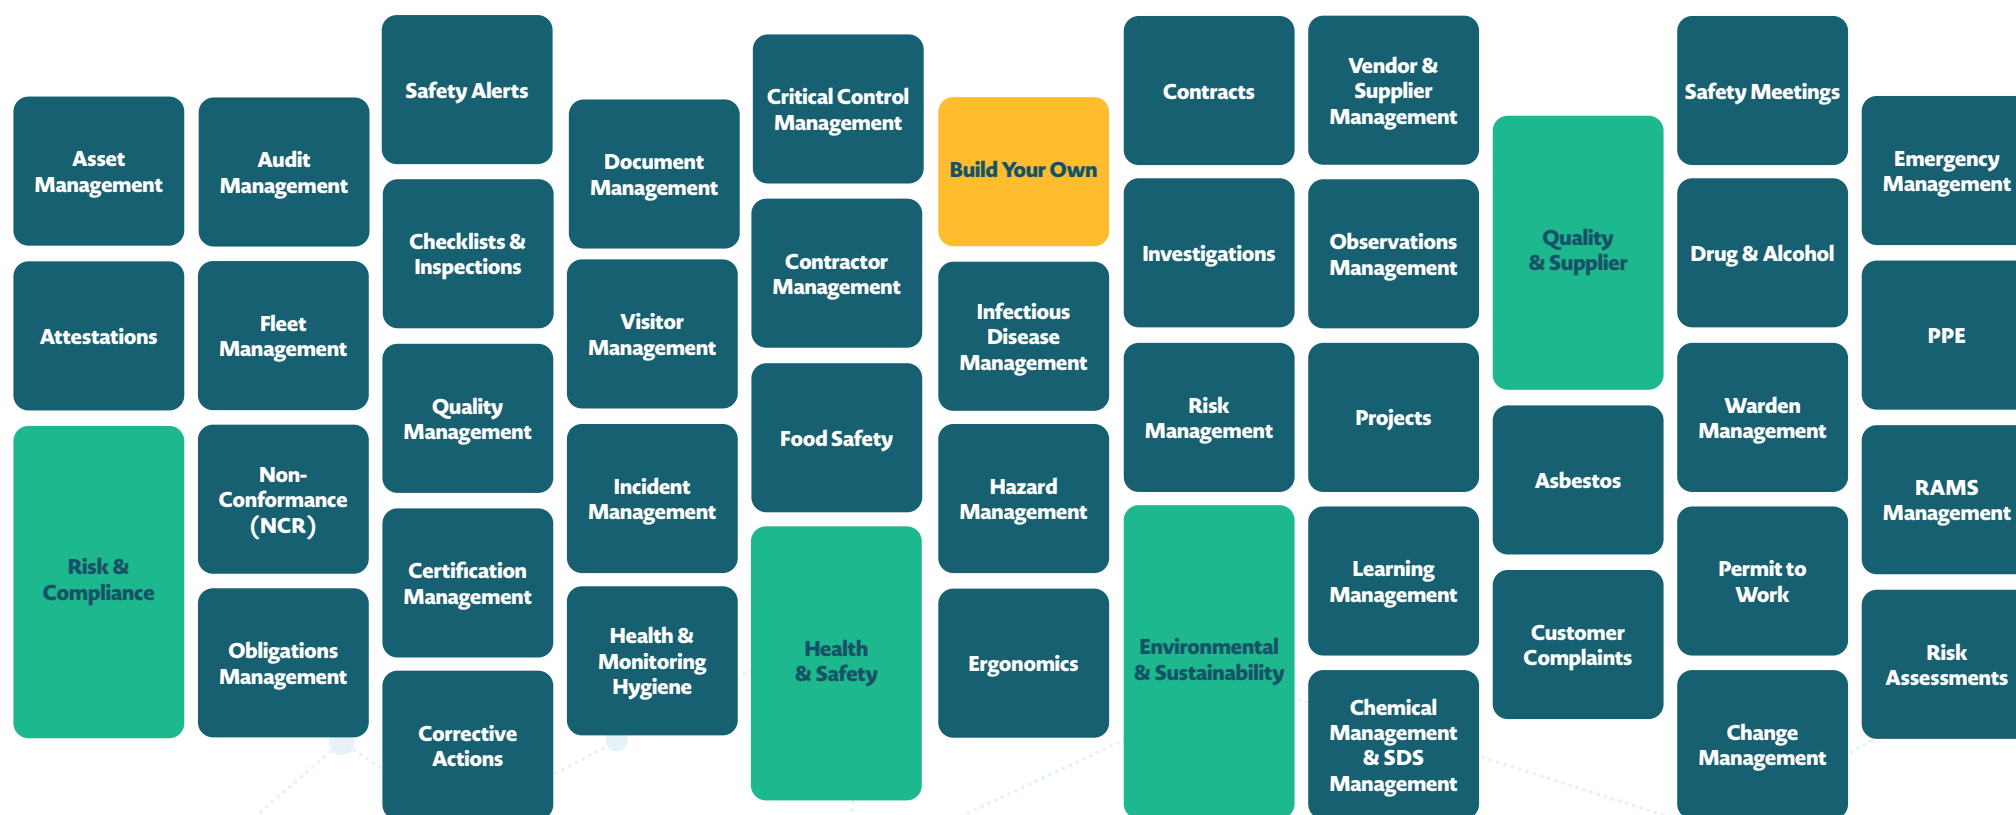 Asset
Management
Attestations
Risk &
Compliance
Audit
Management
Fleet
Management
Non-
Conformance
(NCR)
Obligations
Management
Safety Alerts
Checklists &
Inspections
Quality
Management
Certification
Management
Corrective
Actions
Document
Management
Visitor
Management
Incident
Management
Health &
Monitoring
Hygiene
Critical Control
Management
Contractor
Management
Food Safety
Health
& Safety
Build Your Own
Infectious
Disease
Management
Hazard
Management
Ergonomics
Contracts
Investigations
Risk
Management
Environmental
& Sustainability
Vendor &
Supplier
Management
Observations
Management
Projects
Learning
Management
Chemical
Management
& SDS
Management
Quality
& Supplier
Asbestos
Customer
Complaints
Safety Meetings
Drug & Alcohol
Warden
Management
Permit to
Work
Change
Management
Emergency
Management
PPE
RAMS
Management
Risk
Assessments